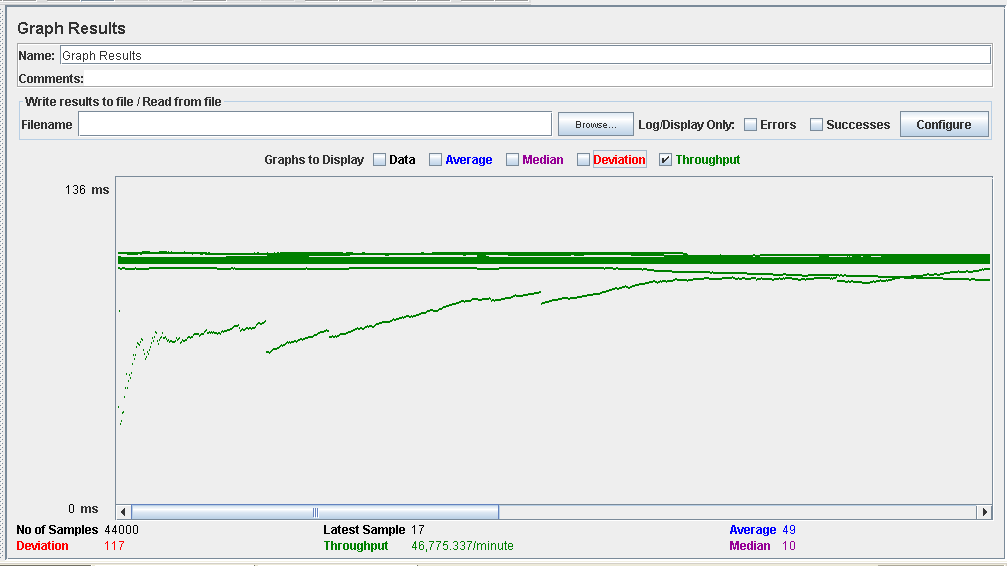 Graph Results
Name: Graph Results
Comments:
Write results to file / Read from file
Filename Browse... Log/Display Only: Errors Successes Configure
Graphs to Display Data Average Median Deviation Throughput
136 ms
0 ms
No of Samples 44000 Latest Sample 17 Average 49
Deviation 117 Throughput 46,775.337/minute Median 10